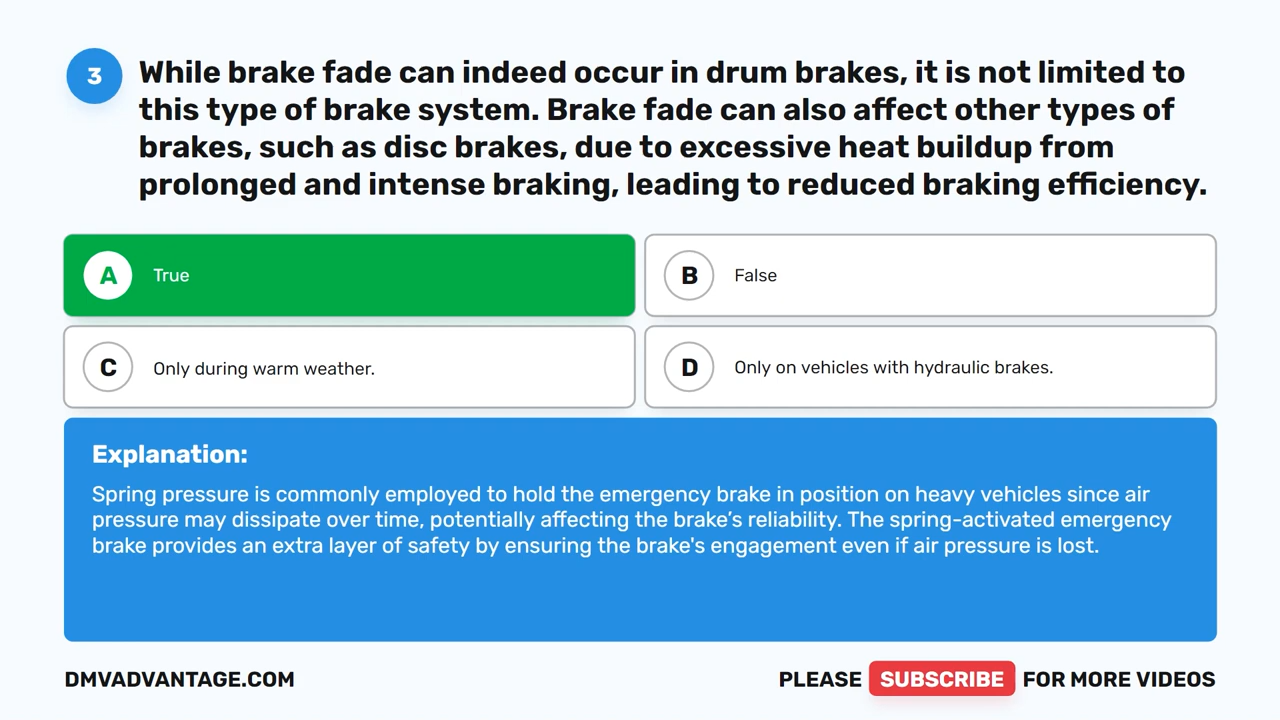 3
While brake fade can indeed occur in drum brakes, it is not limited to
this type of brake system. Brake fade can also affect other types of
brakes, such as disc brakes, due to excessive heat buildup from
prolonged and intense braking, leading to reduced braking efficiency.
A True
B False
C Only during warm weather.
D Only on vehicles with hydraulic brakes.
Explanation:
Spring pressure is commonly employed to hold the emergency brake in position on heavy vehicles since air
pressure may dissipate over time, potentially affecting the brake’s reliability. The spring-activated emergency
brake provides an extra layer of safety by ensuring the brake's engagement even if air pressure is lost.
DMVADVANTAGE.COM
PLEASE SUBSCRIBE FOR MORE VIDEOS